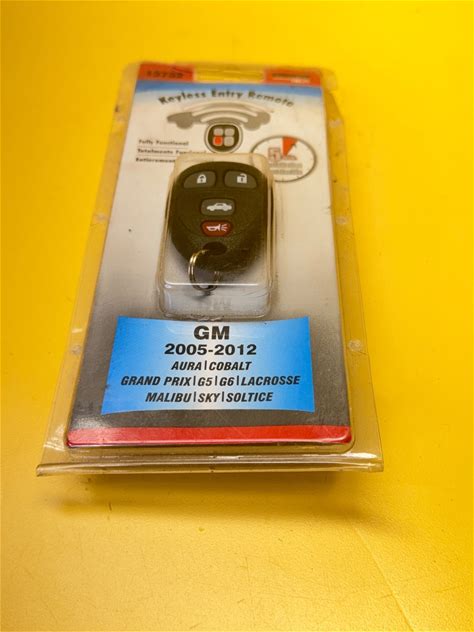 Keyless Entry Remote
Fully Functional
GM
2005-2012
AURA|COBALT
GRAND PRIX|G5|G6|LACROSSE
MALIBU|SKY|SOLTICE